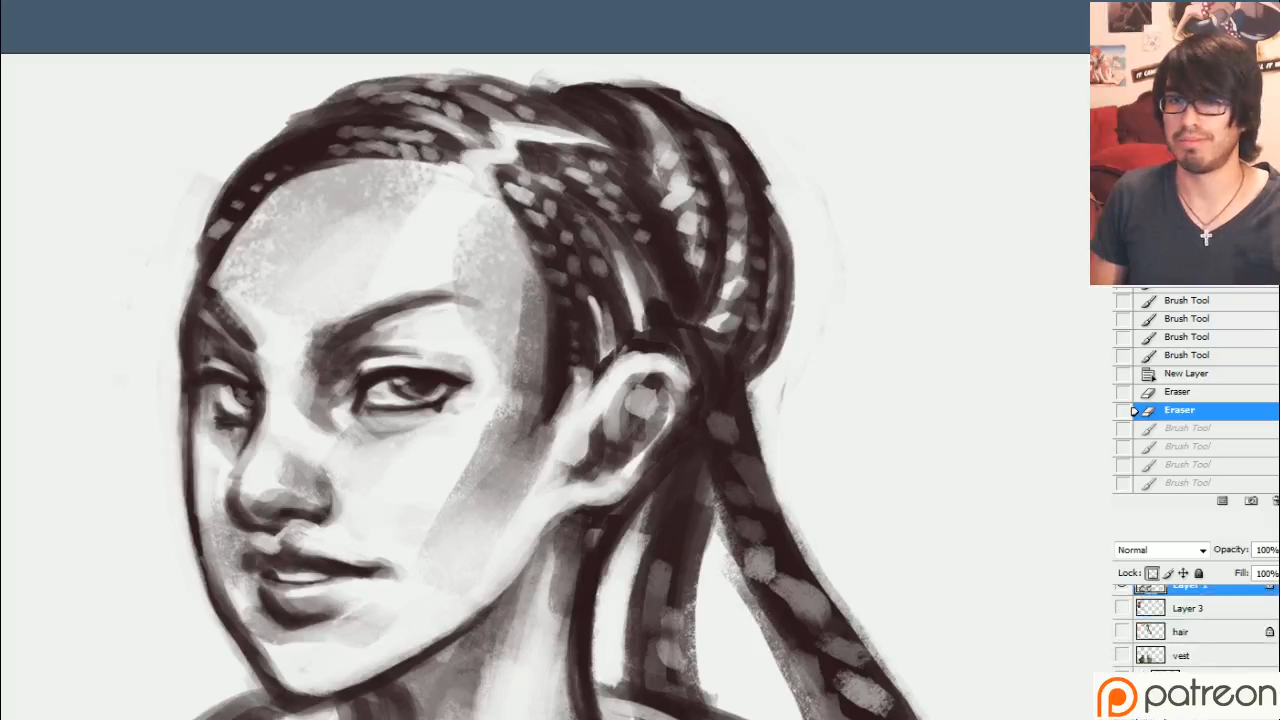 Brush Tool
Brush Tool
Brush Tool
Brush Tool
New Layer
Eraser
Eraser
Brush Tool
Brush Tool
Brush Tool
Brush Tool
Normal Opacity: 100%
Lock: Fill: 100%
Layer 3
hair
vest
patreon